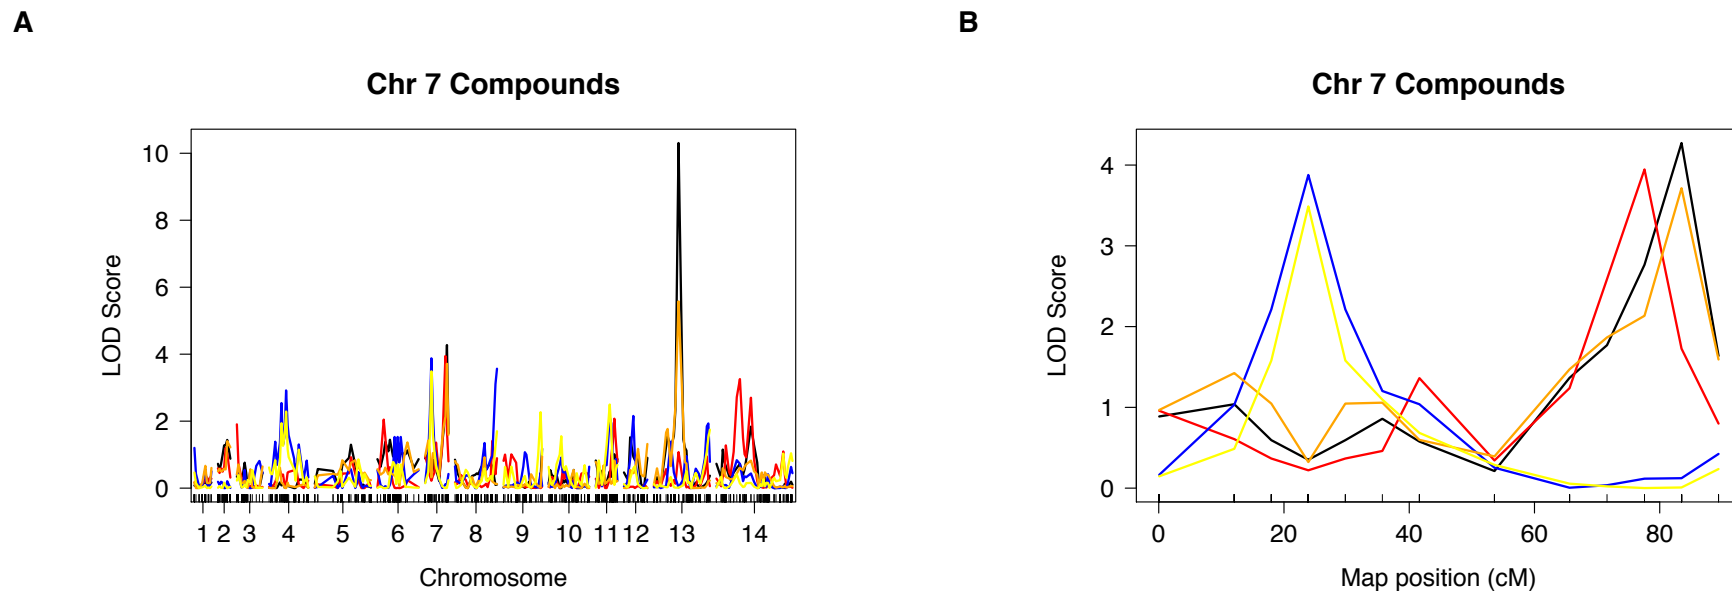 A
Chr 7 Compounds
LOD Score
10
8
6
4
2
0
1 2 3 4 5 6 7 8 9 10 11 12 13 14
Chromosome
B
Chr 7 Compounds
LOD Score
4
3
2
1
0
0 20 40 60 80
Map position (cM)